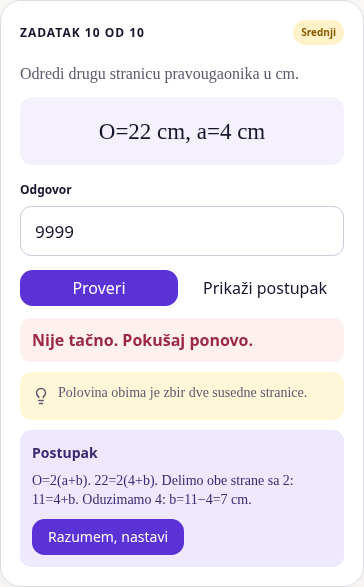 ZADATAK 10 OD 10
Srednji
Odredi drugu stranicu pravougaonika u cm.
O=22 cm, a=4 cm
Odgovor
9999
Proveri
Prikaži postupak
Nije tačno. Pokušaj ponovo.
Polovina obima je zbir dve susedne stranice.
Postupak
O=2(a+b). 22=2(4+b). Delimo obe strane sa 2:
11=4+b. Oduzimamo 4: b=11−4=7 cm.
Razumem, nastavi